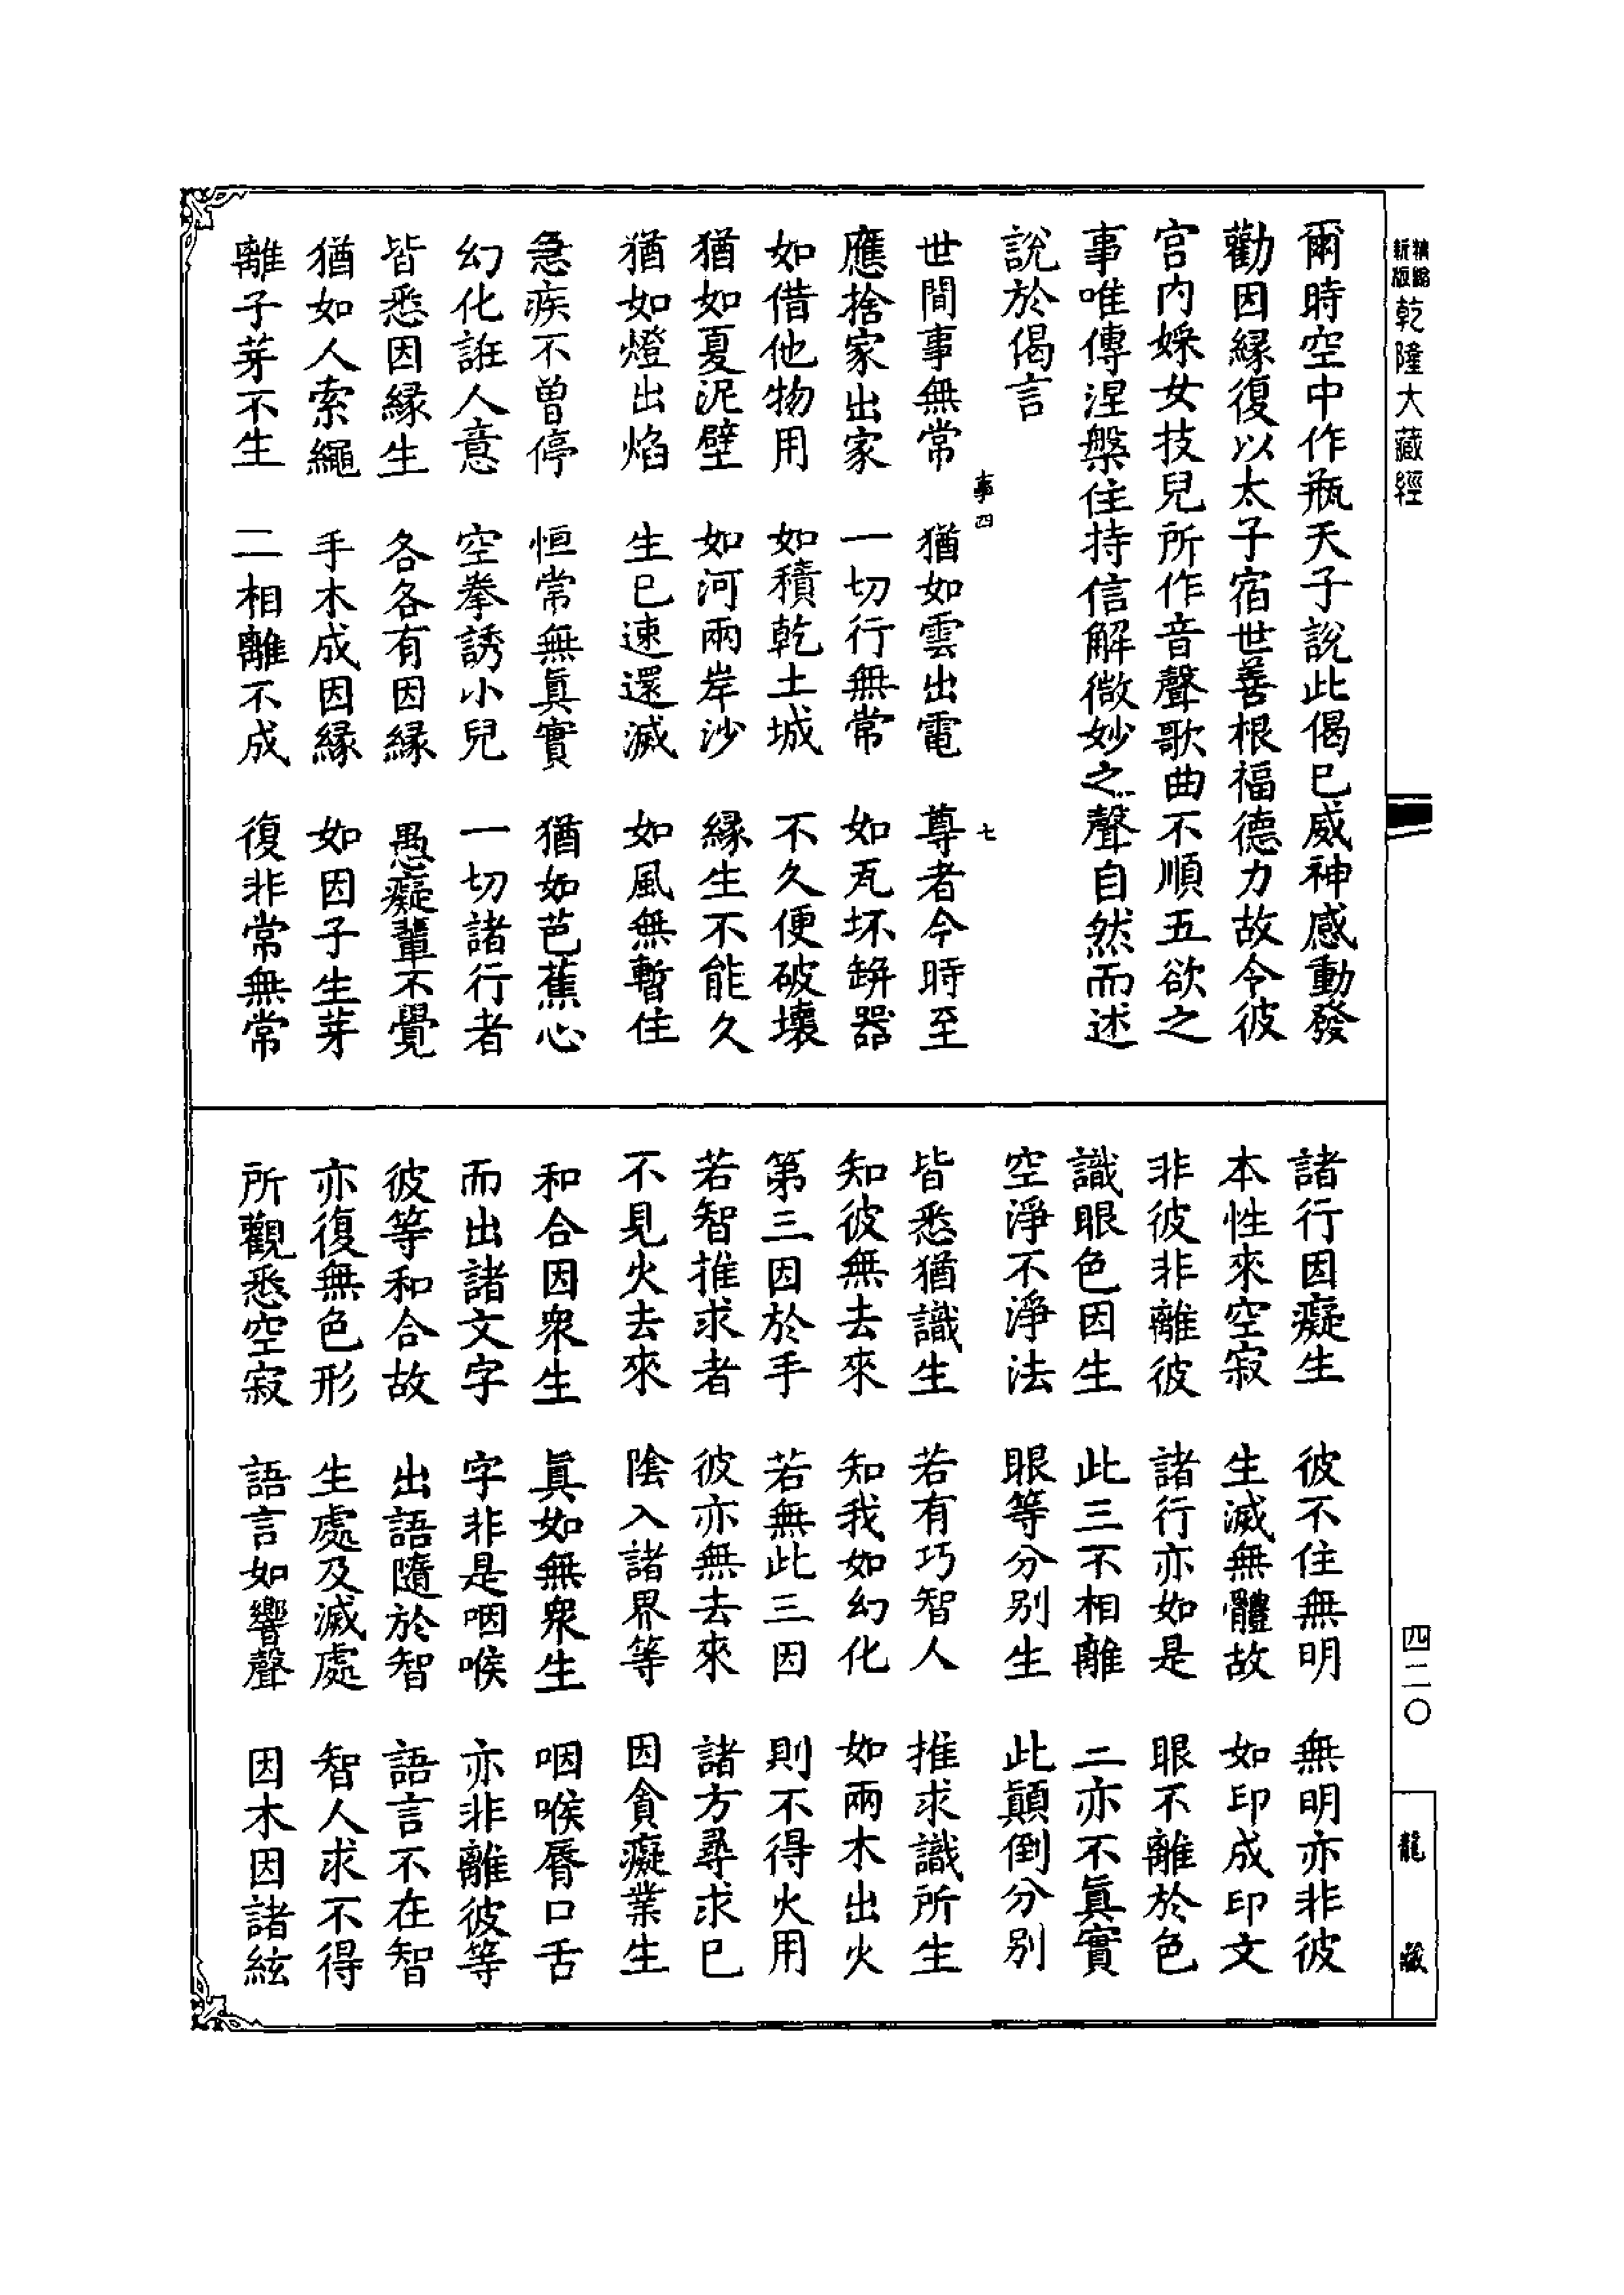 精縮新版
乾隆大藏經
爾時空中作瓶天子說此偈已威神感動發
勸因緣復以太子宿世善根福德力故令彼
宮內婇女技兒所作音聲歌曲不順五欲之
事唯傳涅槃住持信解微妙之聲自然而述
說於偈言
事四
七
世間事無常　猶如雲出電　尊者今時至
應捨家出家　一切行無常　如瓦坏缾器
如借他物用　如積乾土城　不久便破壞
猶如夏泥壁　如河兩岸沙　緣生不能久
猶如燈出焰　生已速還滅　如風無暫住
急疾不曾停　恒常無真實　猶如芭蕉心
幻化誑人意　空拳誘小兒　一切諸行者
皆悉因緣生　各各有因緣　愚癡輩不覺
猶如人索繩　手木成因緣　如因子生芽
離子芽不生　二相離不成　復非常無常
諸行因癡生　彼不住無明　無明亦非彼
本性來空寂　生滅無體故　如印成印文
非彼非離彼　諸行亦如是　眼不離於色
識眼色因生　此三不相離　二亦不真實
空淨不淨法　眼等分別生　此顛倒分別
皆悉猶識生　若有巧智人　推求識所生
知彼無去來　知我如幻化　如兩木出火
第三因於手　若無此三因　則不得火用
若智推求者　彼亦無去來　諸方尋求已
不見火去來　陰入諸界等　因貪癡業生
和合因眾生　真如無眾生　咽喉脣口舌
而出諸文字　字非是咽喉　亦非離彼等
彼等和合故　出語隨於智　語言不在智
亦復無色形　生處及滅處　智人求不得
所觀悉空寂　語言如響聲　因木因諸絃
四二〇
龍藏